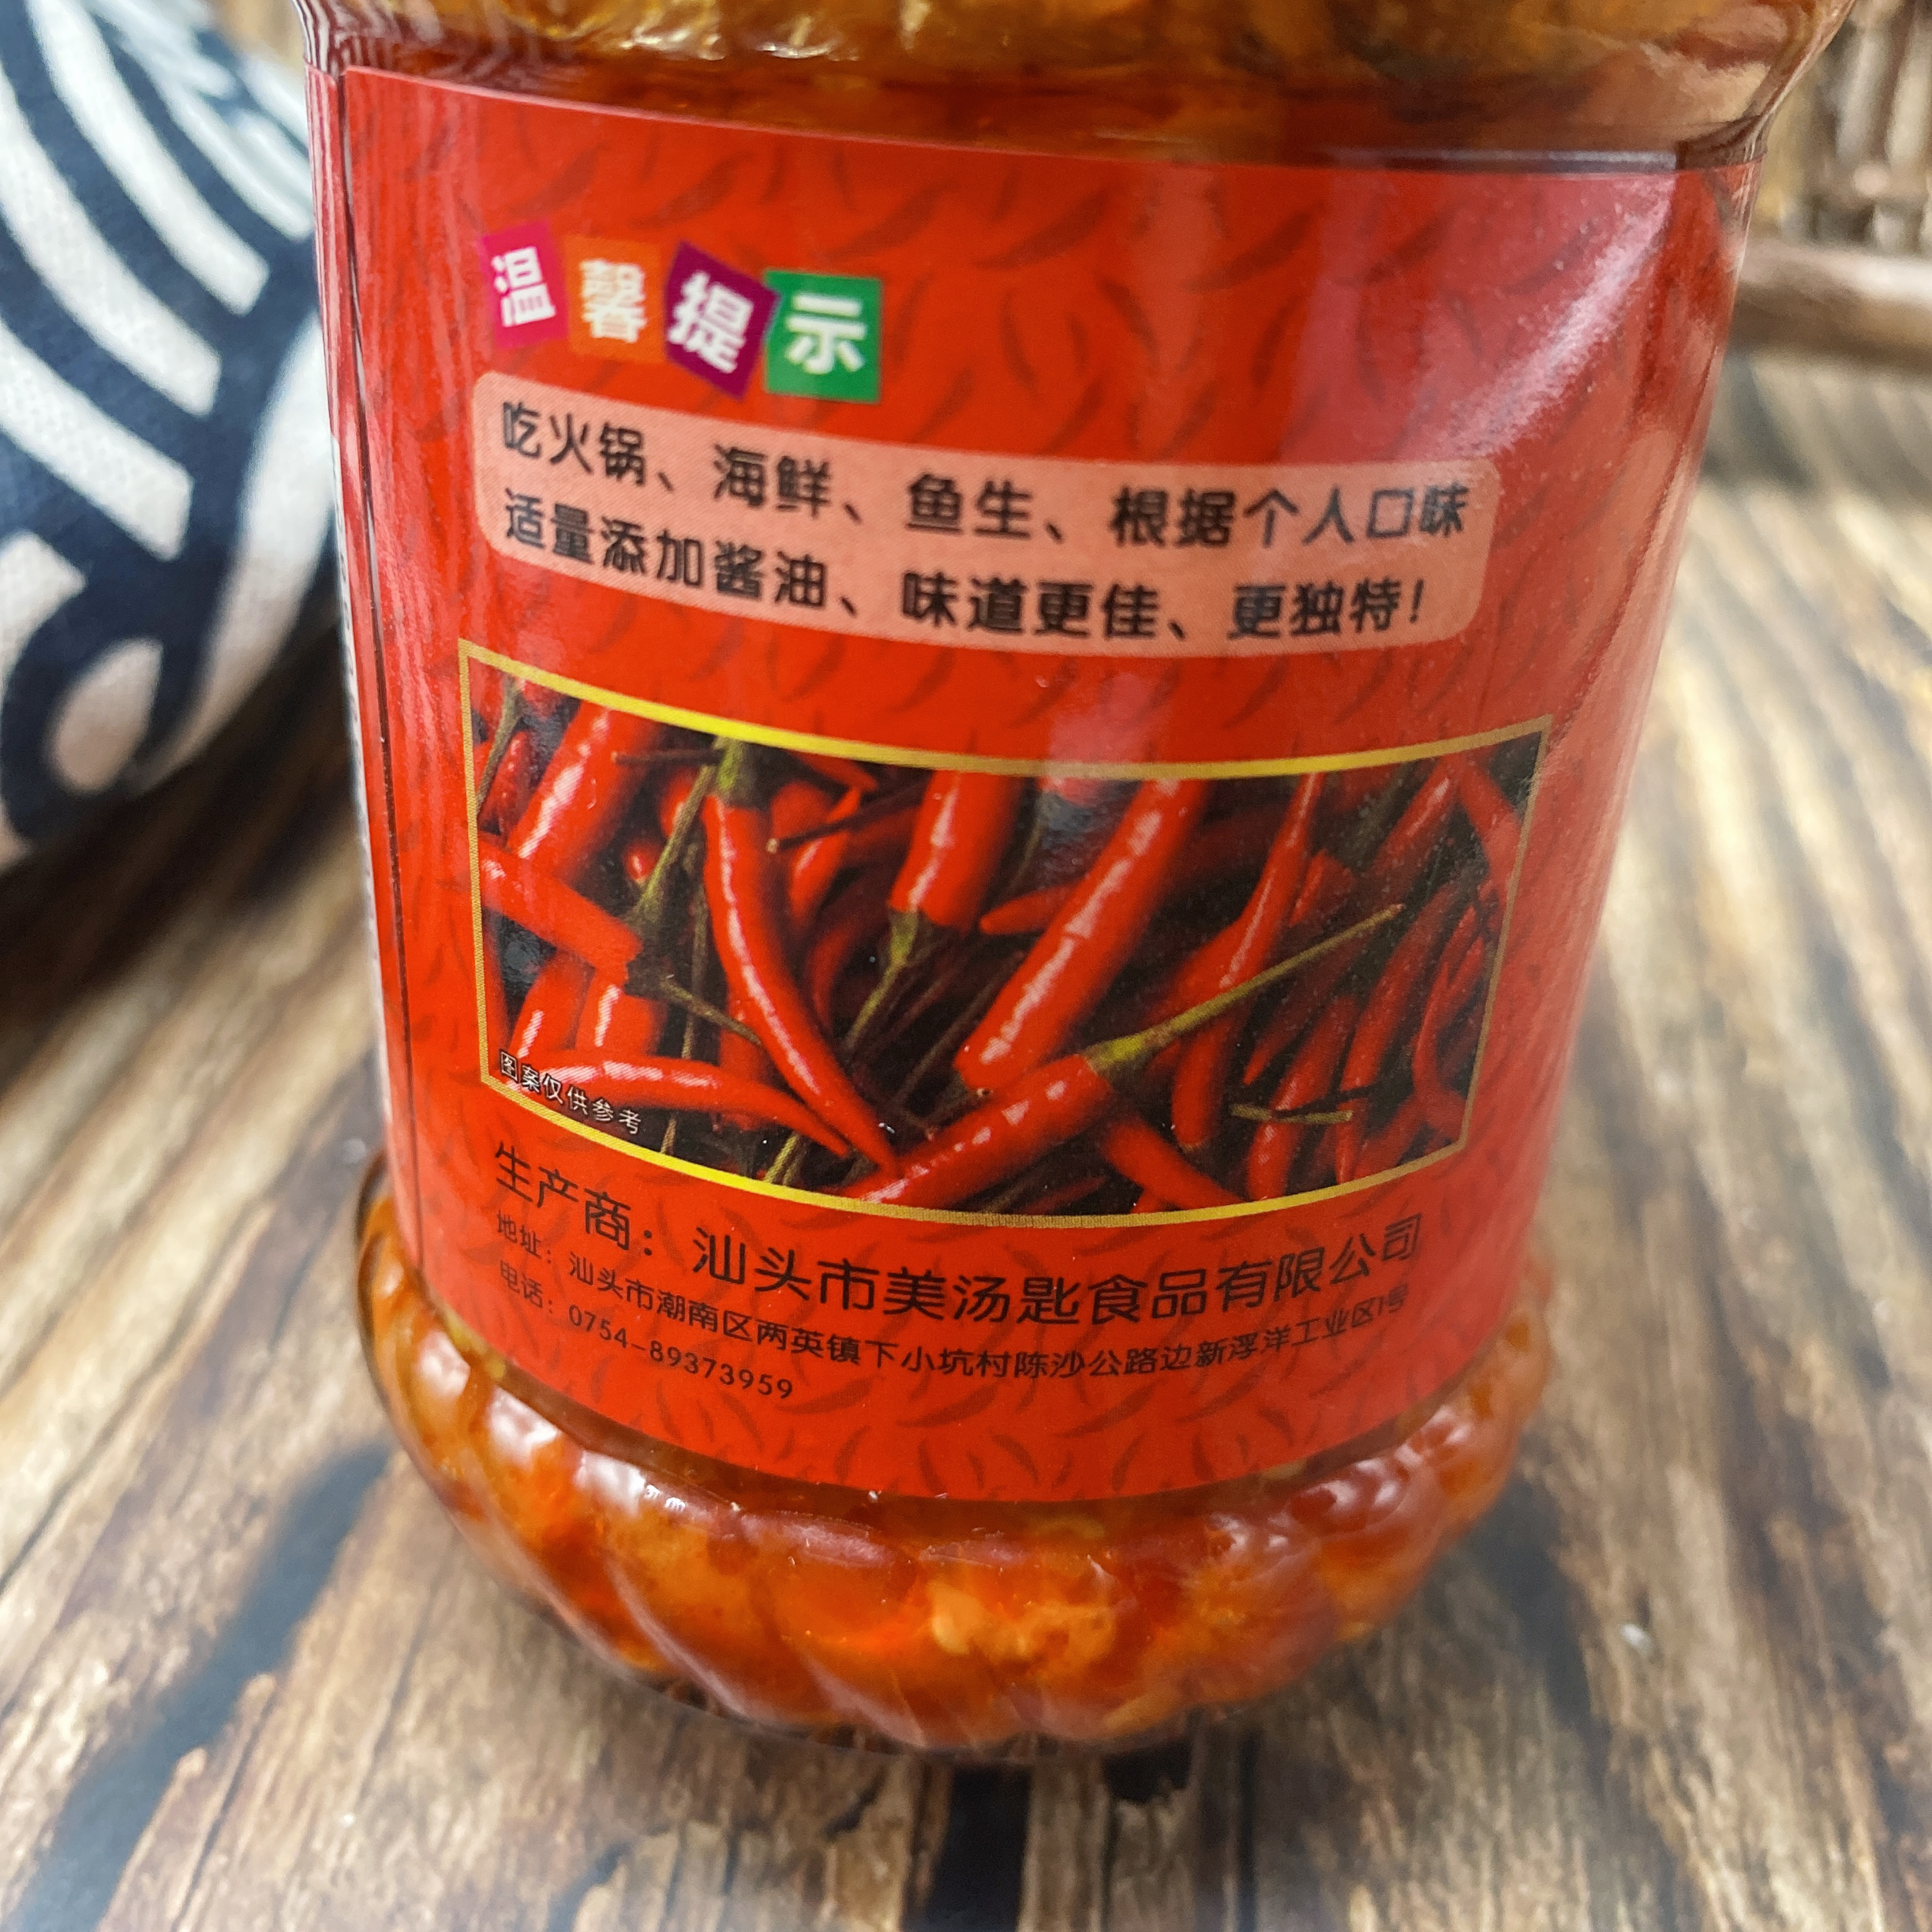 温馨提示
吃火锅、海鲜、鱼生、根据个人口味
适量添加酱油、味道更佳、更独特！
图案仅供参考
生产商：汕头市美汤匙食品有限公司
地址：汕头市潮南区两英镇下小坑村陈沙公路边新浮洋工业区1号
电话：0754-89373959